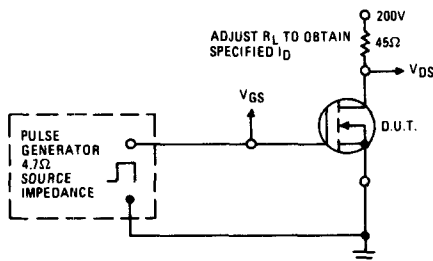 200V
ADJUST RL TO OBTAIN
SPECIFIED ID
45Ω
VDS
VGS
D.U.T.
PULSE
GENERATOR
4.7Ω
SOURCE
IMPEDANCE